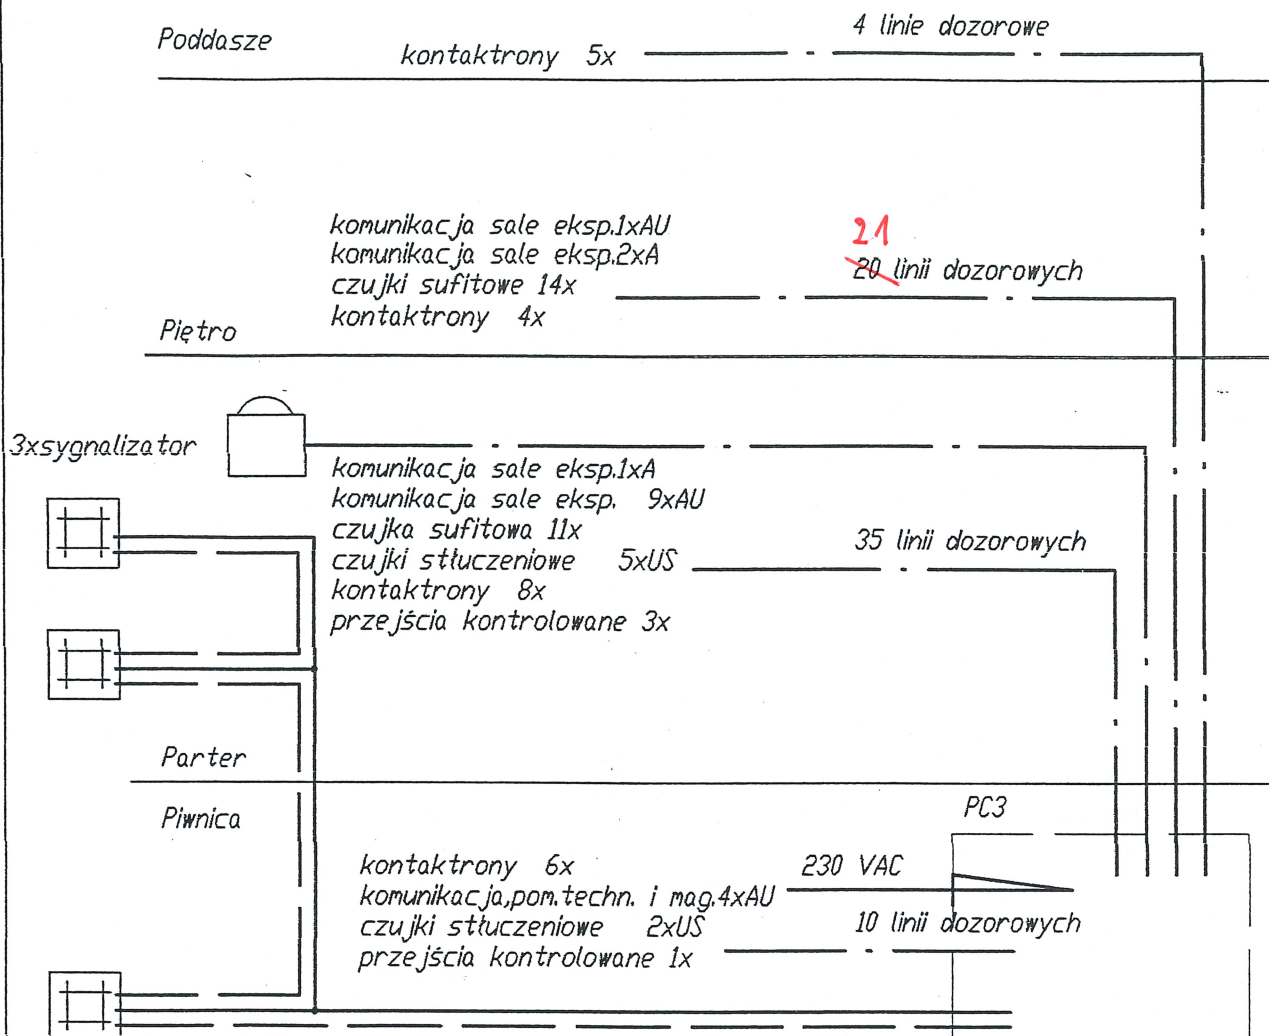 Poddasze
kontaktrony 5x
4 linie dozorowe
komunikacja sale eksp.1xAU
komunikacja sale eksp.2xA
czujki sufitowe 14x
kontaktrony 4x
21
20 linii dozorowych
Piętro
3xsygnalizator
komunikacja sale eksp.1xA
komunikacja sale eksp. 9xAU
czujka sufitowa 11x
czujki stłuczeniowe 5xUS
kontaktrony 8x
przejścia kontrolowane 3x
35 linii dozorowych
Parter
Piwnica
PC3
kontaktrony 6x
komunikacja,pom.techn. i mag.4xAU
czujki stłuczeniowe 2xUS
przejścia kontrolowane 1x
230 VAC
10 linii dozorowych